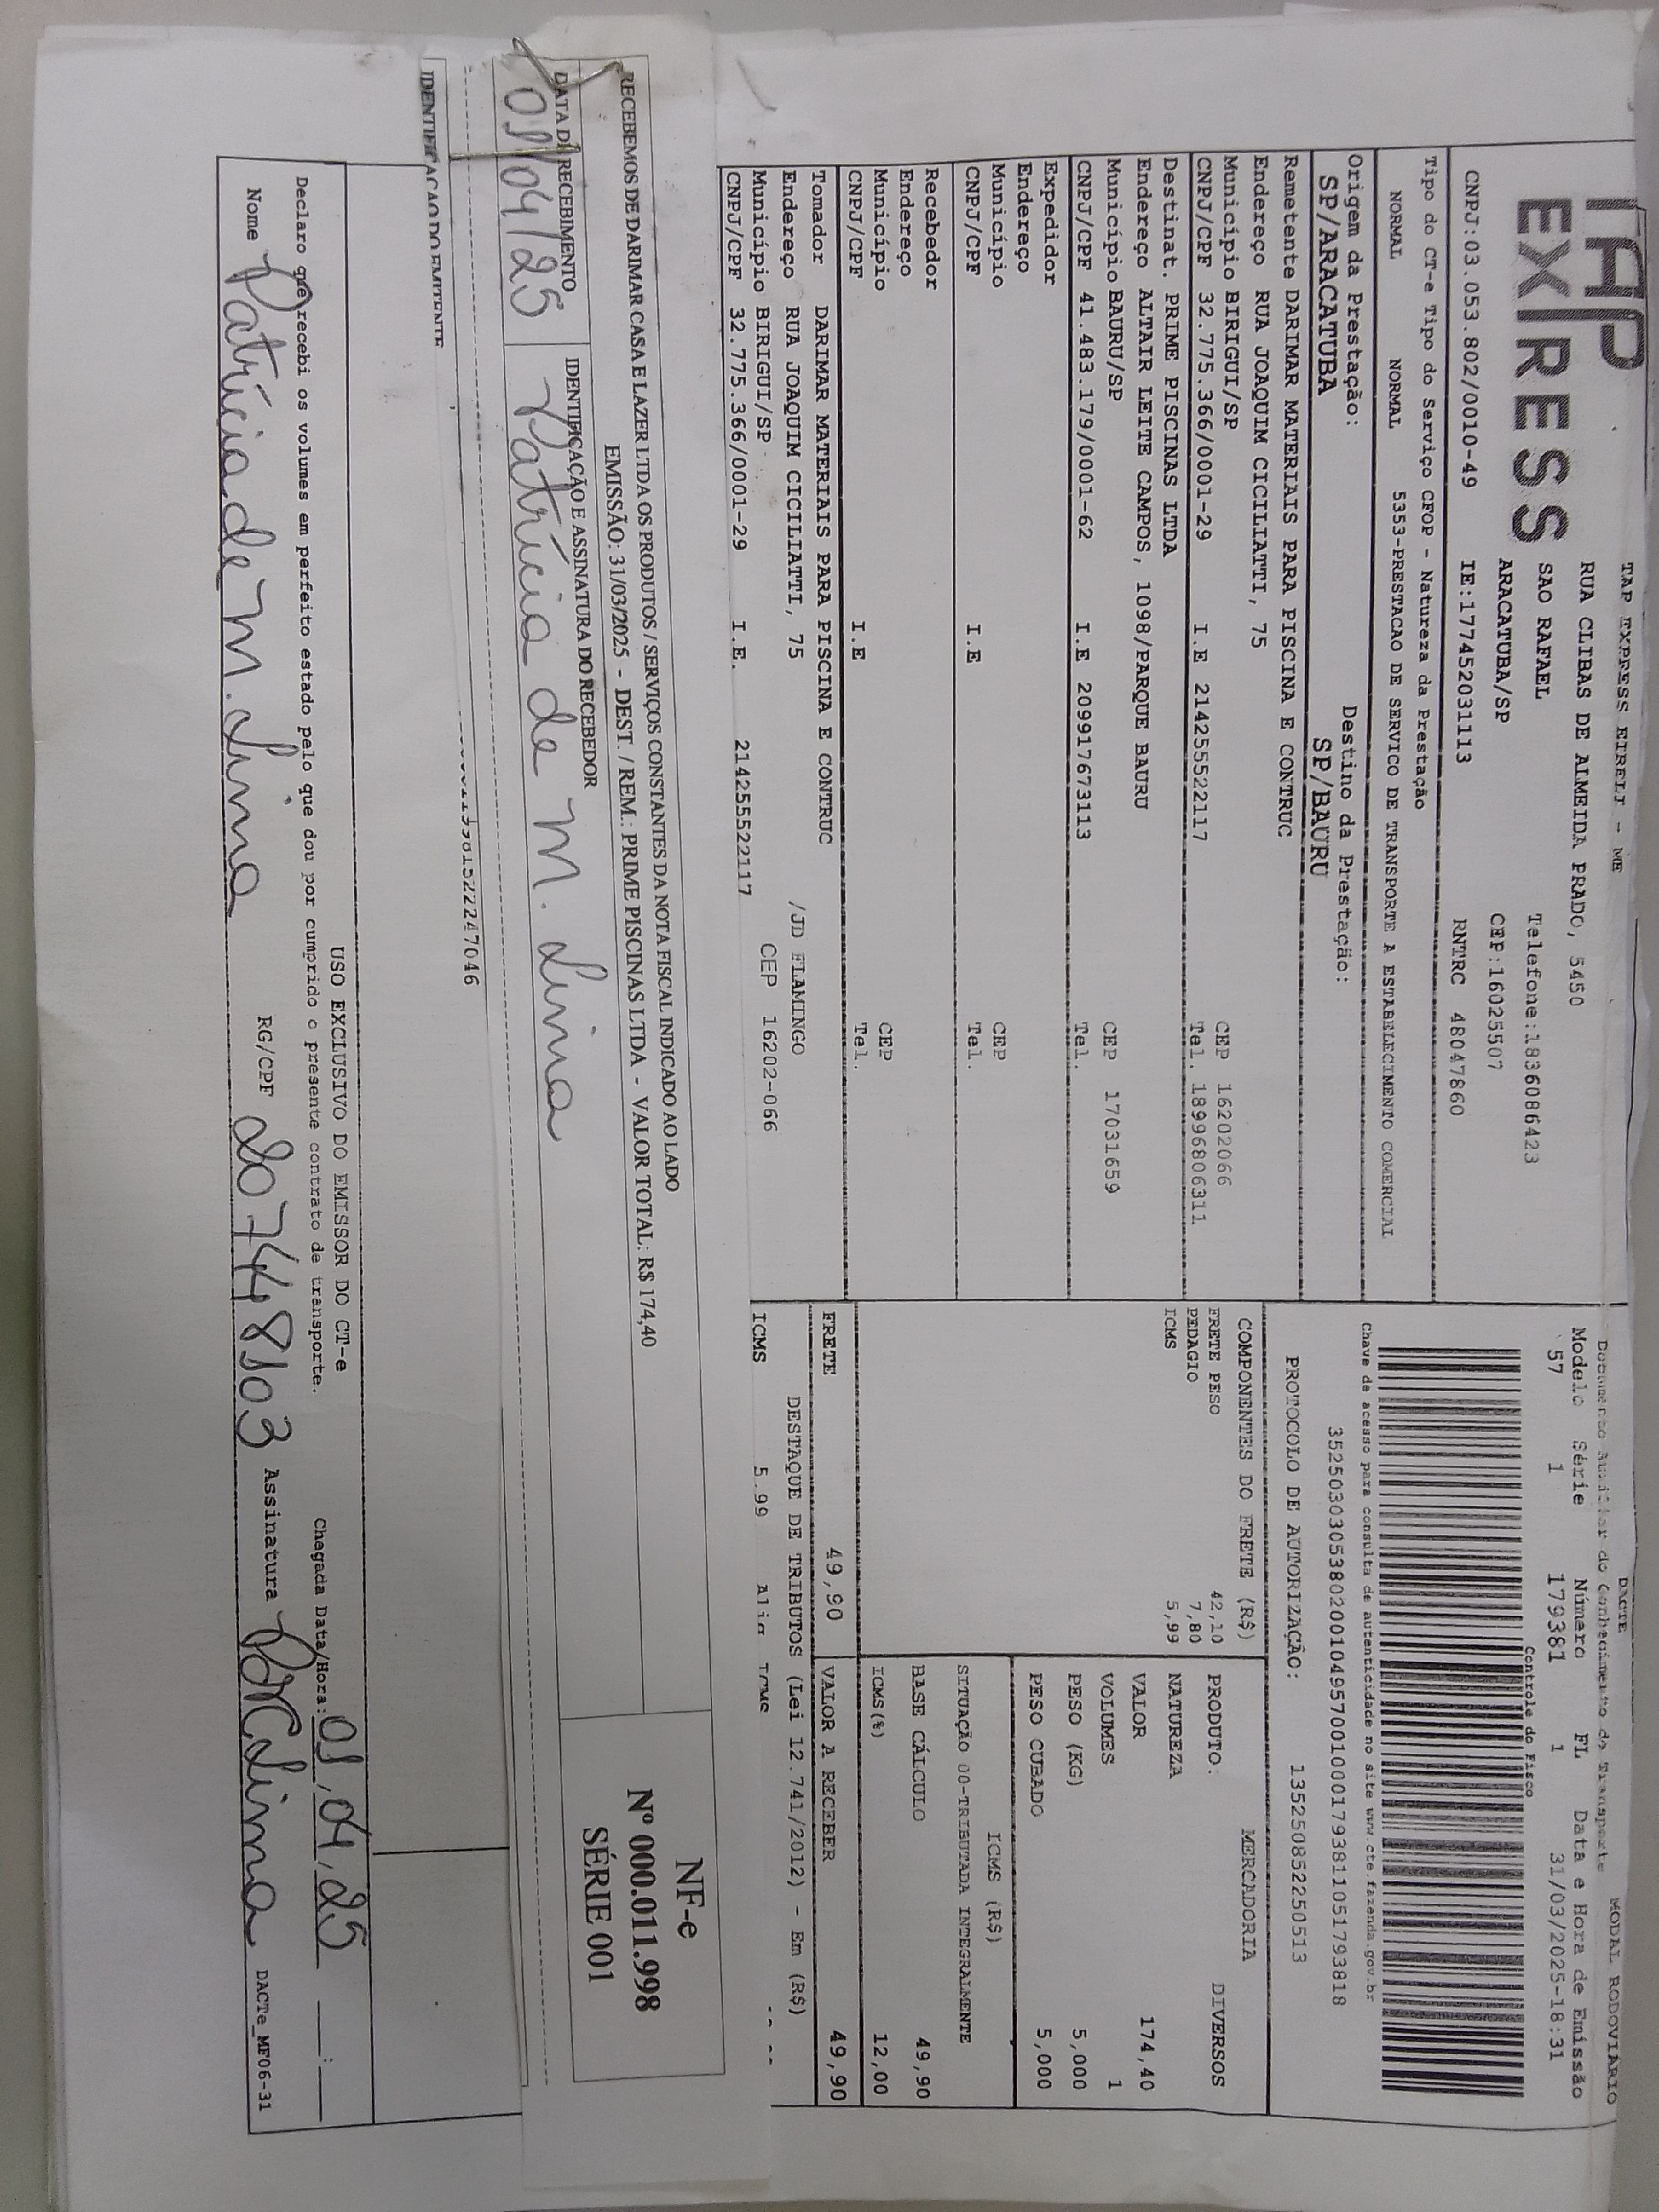 TAP EXPRESS
TAP EXPRESS EIRELI - ME
RUA CLIBAS DE ALMEIDA PRADO, 5450
SAO RAFAEL Telefone:1836086423
ARACATUBA/SP CEP:16025507
CNPJ:03.053.802/0010-49 IE:177452031113 RNTRC 48047860
Tipo do CT-e Tipo do Serviço CFOP - Natureza da Prestação
NORMAL NORMAL 5353-PRESTACAO DE SERVICO DE TRANSPORTE A ESTABELECIMENTO COMERCIAL
Origem da Prestação: Destino da Prestação:
SP/ARACATUBA SP/BAURU
Remetente DARIMAR MATERIAIS PARA PISCINA E CONTRUC
Endereço RUA JOAQUIM CICILIATTI, 75
Município BIRIGUI/SP CEP 16202066
CNPJ/CPF 32.775.366/0001-29 I.E 214255522117 Tel. 18996806311
Destinat. PRIME PISCINAS LTDA
Endereço ALTAIR LEITE CAMPOS, 1098/PARQUE BAURU
Município BAURU/SP CEP 17031659
CNPJ/CPF 41.483.179/0001-62 I.E 209917673113 Tel.
Expedidor
Endereço
Município CEP
CNPJ/CPF I.E Tel.
Recebedor
Endereço
Município CEP
CNPJ/CPF I.E Tel.
Tomador DARIMAR MATERIAIS PARA PISCINA E CONTRUC
Endereço RUA JOAQUIM CICILIATTI, 75 /JD FLAMINGO
Município BIRIGUI/SP CEP 16202-066
CNPJ/CPF 32.775.366/0001-29 I.E. 214255522117
DACTE MODAL RODOVIÁRIO
Documento Auxiliar do Conhecimento de Transporte
Modelo Série Número FL Data e Hora de Emissão
57 1 179381 1 31/03/2025-18:31
Controle do Fisco
Chave de acesso para consulta de autenticidade no site www.cte.fazenda.gov.br
35250303053802001049570010001793811051793818
PROTOCOLO DE AUTORIZAÇÃO: 135250852250513
COMPONENTES DO FRETE (R$)
FRETE PESO 42,10
PEDAGIO 7,80
ICMS 5,99
MERCADORIA
PRODUTO: DIVERSOS
NATUREZA
VALOR 174,40
VOLUMES 1
PESO (KG) 5,000
PESO CUBADO 5,000
ICMS (R$)
SITUAÇÃO 00-TRIBUTADA INTEGRALMENTE
BASE CÁLCULO 49,90
ICMS(%) 12,00
FRETE 49,90 VALOR A RECEBER 49,90
DESTAQUE DE TRIBUTOS (Lei 12.741/2012) - Em (R$)
ICMS 5.99 Aliq ICMS
RECEBEMOS DE DARIMAR CASA E LAZER LTDA OS PRODUTOS / SERVIÇOS CONSTANTES DA NOTA FISCAL INDICADO AO LADO
EMISSÃO: 31/03/2025 - DEST. / REM.: PRIME PISCINAS LTDA - VALOR TOTAL: R$ 174,40
DATA DE RECEBIMENTO IDENTIFICAÇÃO E ASSINATURA DO RECEBEDOR
01/04/25 Patrícia de M. Lima
NF-e
Nº 000.011.998
SÉRIE 001
IDENTIFICAÇÃO DO EMITENTE
USO EXCLUSIVO DO EMISSOR DO CT-e
Declaro que recebi os volumes em perfeito estado pelo que dou por cumprido o presente contrato de transporte. Chegada Data/Hora: 01,04,25 :
Nome Patrícia de M. Lima RG/CPF 207448103 Assinatura PdCLima DACTe_MF06-31